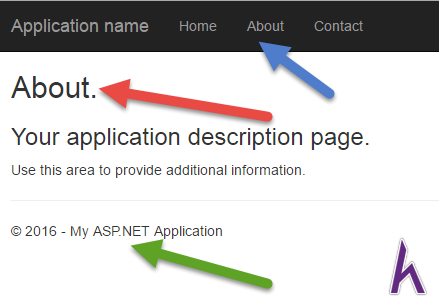 Application name Home About Contact
About.
Your application description page.
Use this area to provide additional information.
© 2016 - My ASP.NET Application